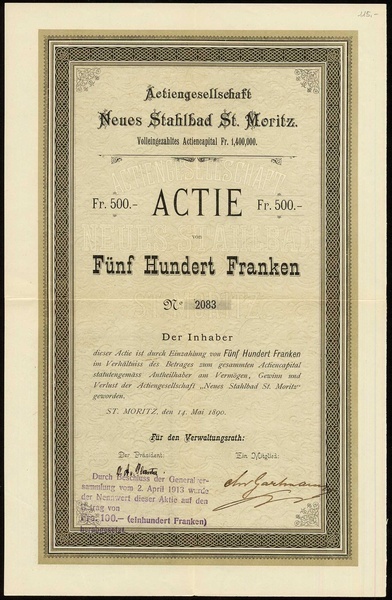 115.-
Actiengesellschaft
Neues Stahlbad St. Moritz.
Volleingezahltes Actiencapital Fr. 1,400,000.
Fr. 500.- ACTIE Fr. 500.-
von
Fünf Hundert Franken
No 2083
Der Inhaber
dieser Actie ist durch Einzahlung von Fünf Hundert Franken
im Verhältniss des Betrages zum gesammten Actiencapital
statutengemäss Antheilhaber am Vermögen, Gewinn und
Verlust der Actiengesellschaft „Neues Stahlbad St. Moritz"
geworden.
ST. MORITZ, den 14. Mai 1890.
Für den Verwaltungsrath:
Der Präsident: Ein Mitglied:
Durch Beschluss der Generalver-
sammlung vom 2. April 1913 wurde
der Nennwert dieser Aktie auf den
Betrag von
Frs. 100.- (einhundert Franken)
herabgesetzt.